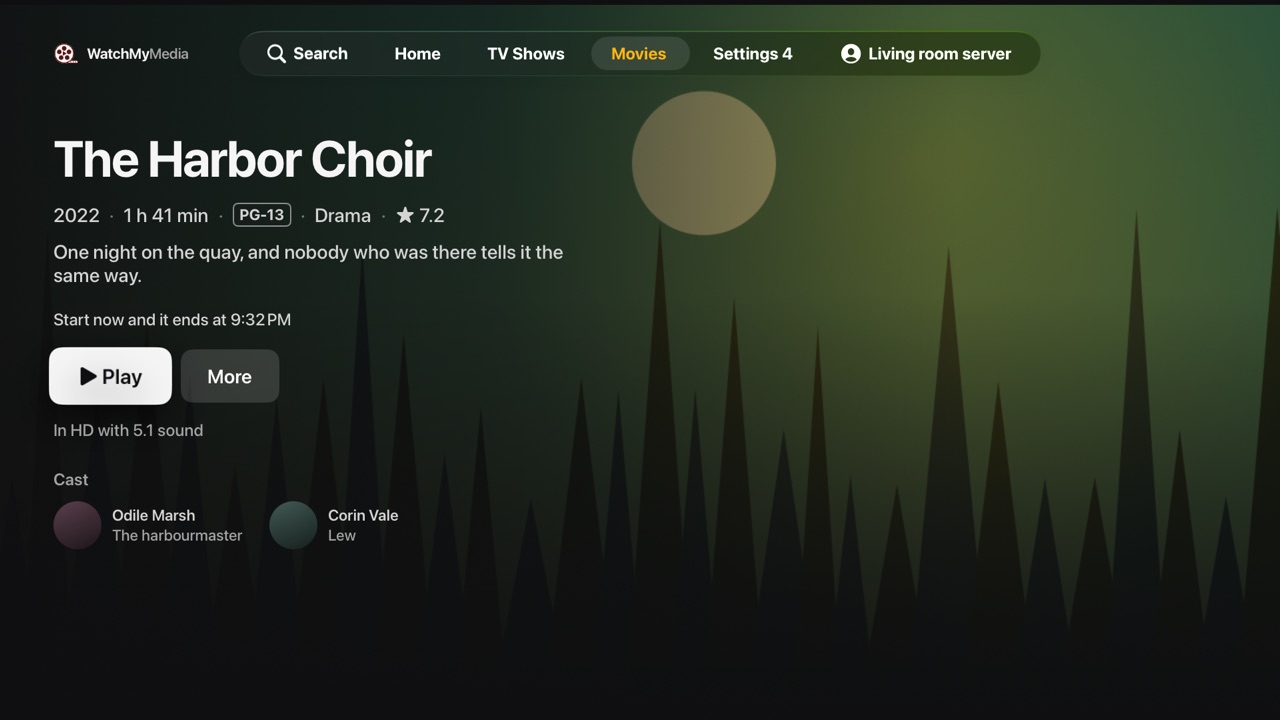 WatchMyMedia
Search
Home
TV Shows
Movies
Settings 4
Living room server
The Harbor Choir
2022 · 1 h 41 min · PG-13 · Drama · ★ 7.2
One night on the quay, and nobody who was there tells it the
same way.
Start now and it ends at 9:32 PM
Play
More
In HD with 5.1 sound
Cast
Odile Marsh
The harbourmaster
Corin Vale
Lew